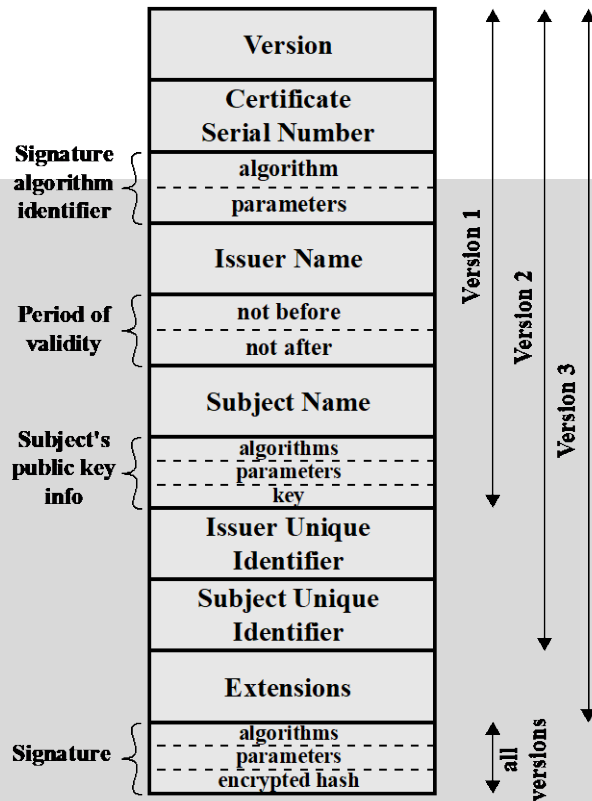 Version
Certificate
Serial Number
Signature
algorithm
identifier
algorithm
parameters
Issuer Name
Period of
validity
not before
not after
Subject Name
Subject's
public key
info
algorithms
parameters
key
Issuer Unique
Identifier
Subject Unique
Identifier
Extensions
Signature
algorithms
parameters
encrypted hash
Version 1
Version 2
Version 3
all
versions